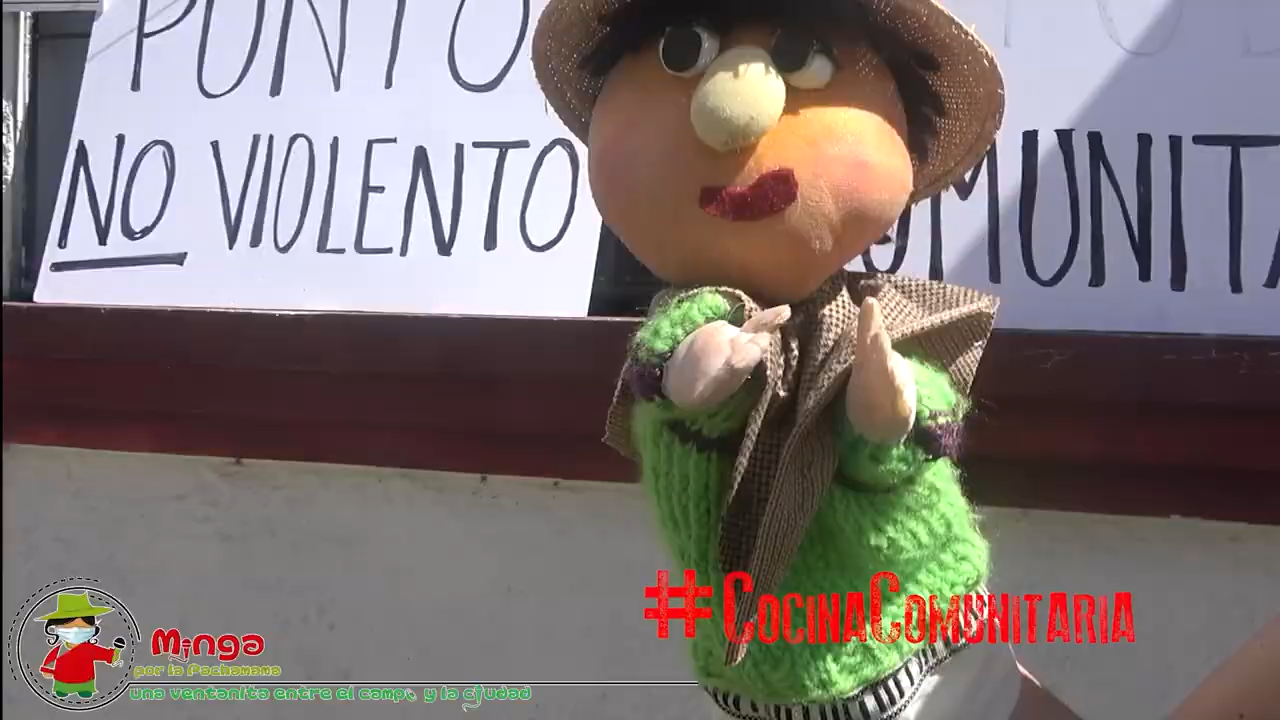 PUNTO
NO VIOLENTO
OMUNITA
#COCINACOMUNITARIA
Minga
por la Pachamama
una ventanita entre el campo y la ciudad